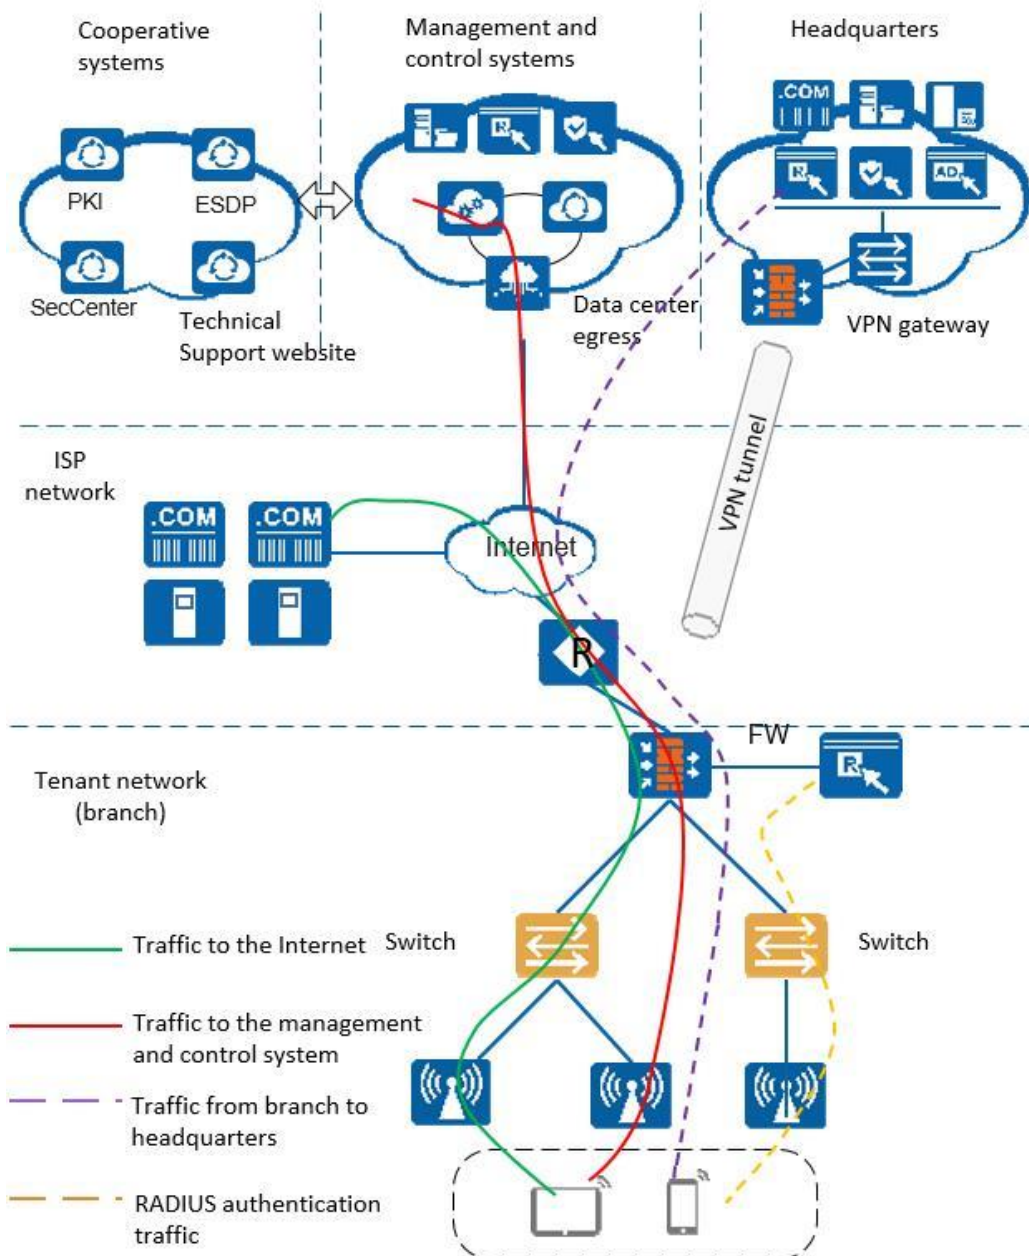 Cooperative
systems
Management and
control systems
Headquarters
.COM
R
R
AD
PKI
ESDP
SecCenter
Technical
Support website
Data center
egress
VPN gateway
VPN tunnel
ISP
network
.COM
.COM
Internet
R
FW
R
Tenant network
(branch)
Switch
Switch
Traffic to the Internet
Traffic to the management
and control system
Traffic from branch to
headquarters
RADIUS authentication
traffic